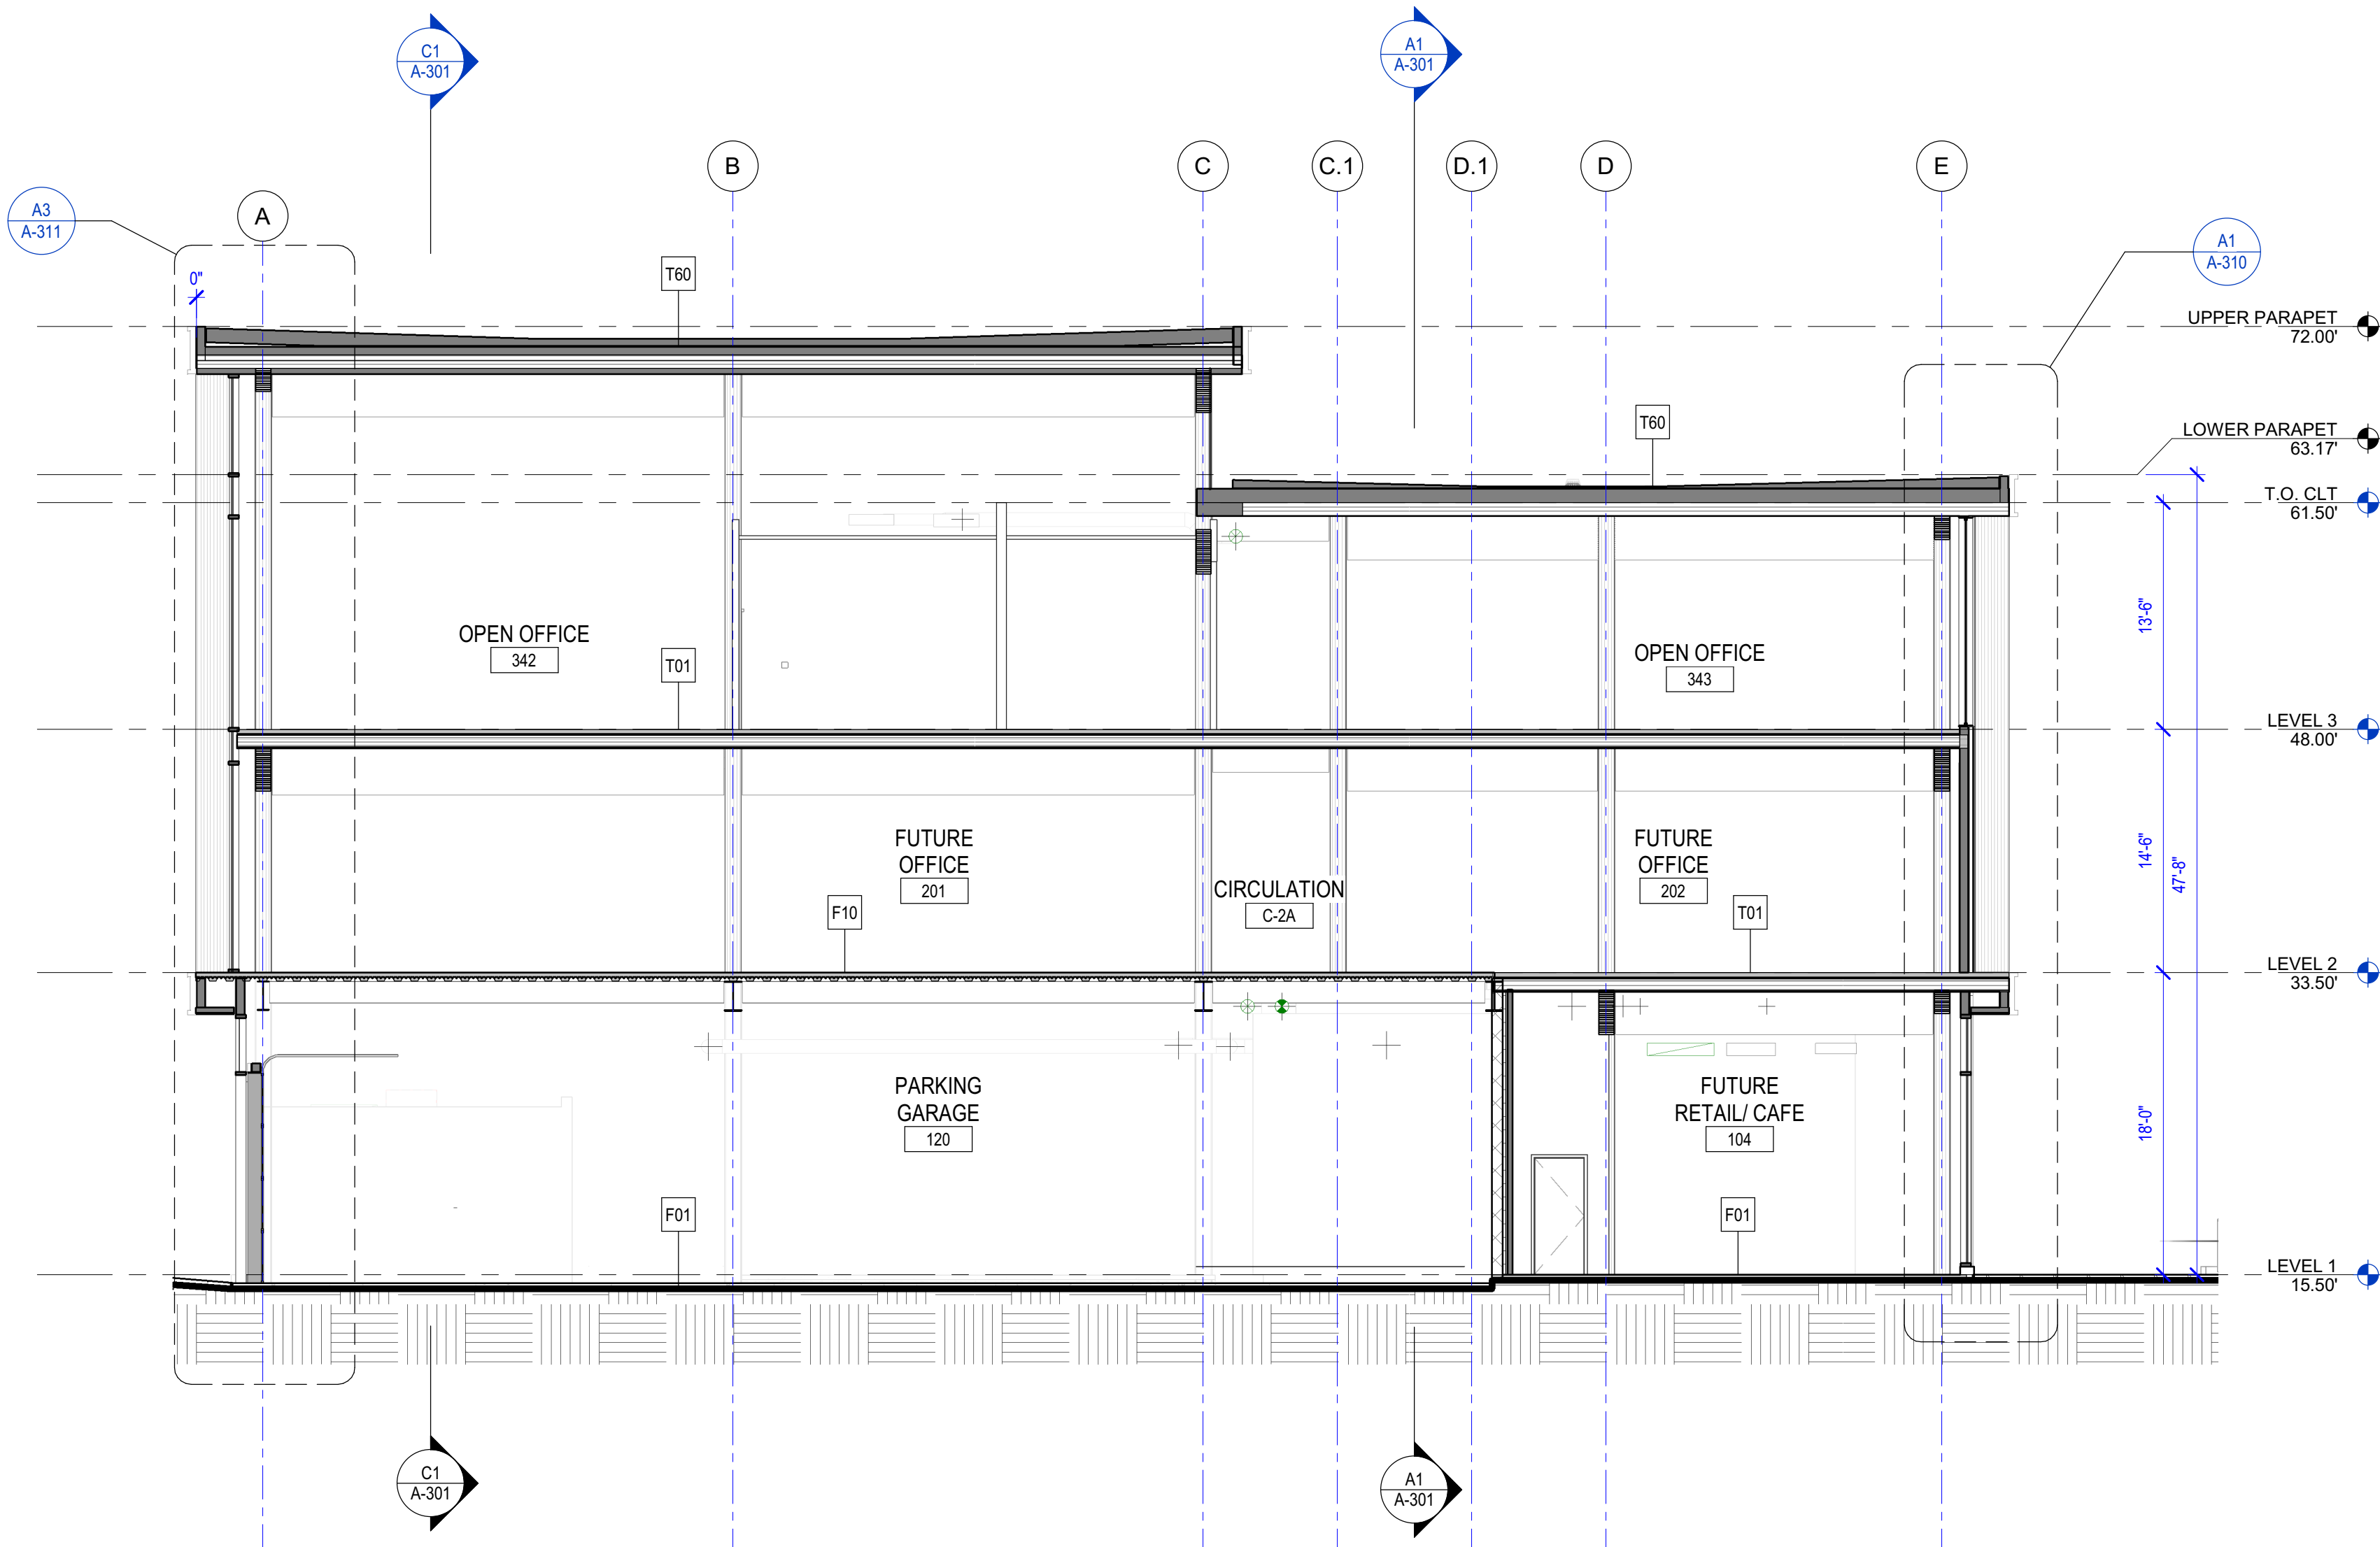 C1
A-301
A1
A-301
B
C
C.1
D.1
D
E
A3
A-311
A
A1
A-310
0"
T60
UPPER PARAPET
72.00'
T60
LOWER PARAPET
63.17'
T.O. CLT
61.50'
13'-6"
OPEN OFFICE
342
T01
OPEN OFFICE
343
LEVEL 3
48.00'
14'-6"
47'-8"
FUTURE
OFFICE
201
F10
CIRCULATION
C-2A
FUTURE
OFFICE
202
T01
LEVEL 2
33.50'
18'-0"
PARKING
GARAGE
120
FUTURE
RETAIL/ CAFE
104
F01
F01
LEVEL 1
15.50'
C1
A-301
A1
A-301